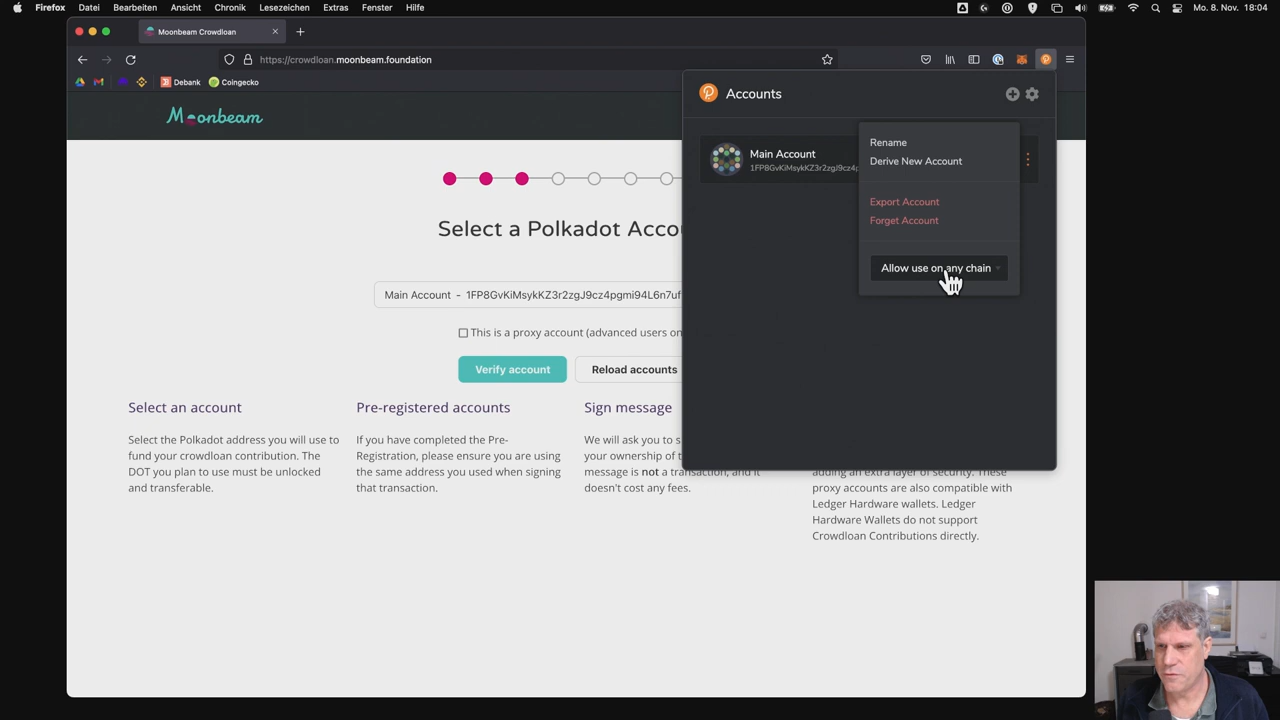 Firefox Datei Bearbeiten Ansicht Chronik Lesezeichen Extras Fenster Hilfe
Mo. 8. Nov. 18:04
Moonbeam Crowdloan
https://crowdloan.moonbeam.foundation
Debank Coingecko
Moonbeam
Accounts
Main Account
1FP8GvKiMsykKZ3r2zgJ9cz4p
Rename
Derive New Account
Export Account
Forget Account
Allow use on any chain
Select a Polkadot Accou
Main Account - 1FP8GvKiMsykKZ3r2zgJ9cz4pgmi94L6n7uf
This is a proxy account (advanced users on
Verify account Reload accounts
Select an account
Select the Polkadot address you will use to
fund your crowdloan contribution. The
DOT you plan to use must be unlocked
and transferable.
Pre-registered accounts
If you have completed the Pre-
Registration, please ensure you are using
the same address you used when signing
that transaction.
Sign message
We will ask you to s
your ownership of t
message is not a transaction, and it
doesn't cost any fees.
adding an extra layer of security. These
proxy accounts are also compatible with
Ledger Hardware wallets. Ledger
Hardware Wallets do not support
Crowdloan Contributions directly.